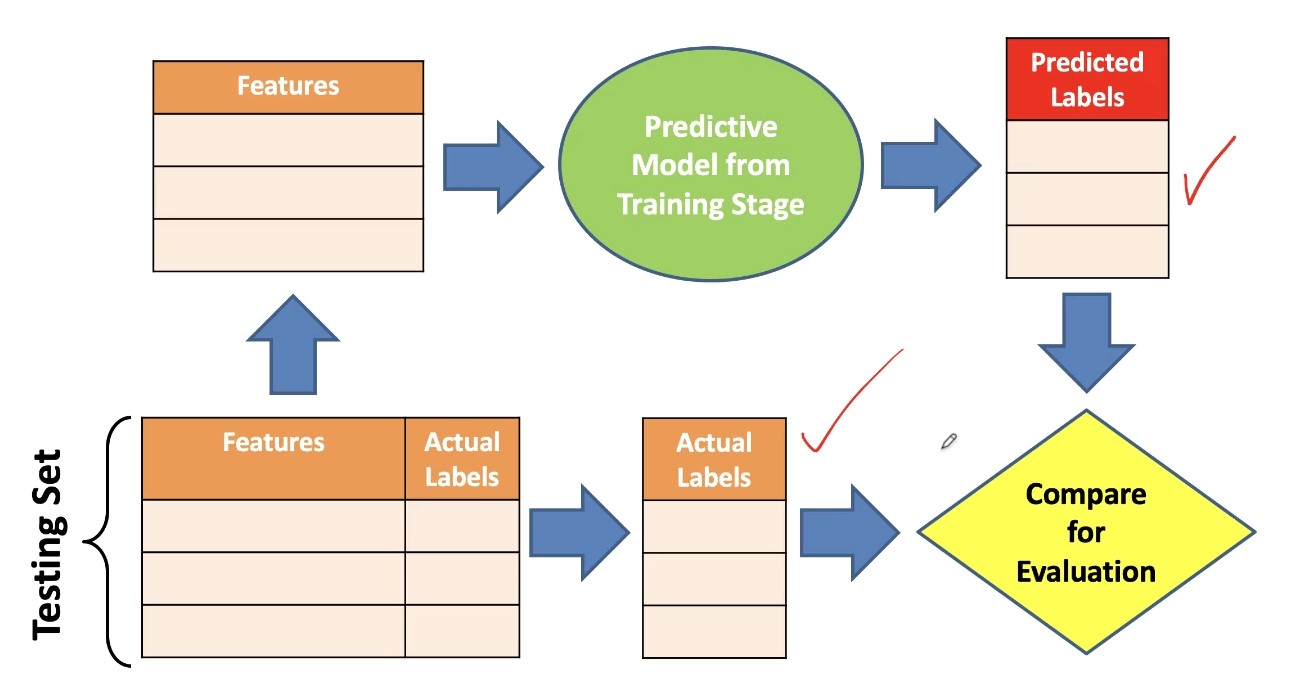 Features
Predictive
Model from
Training Stage
Predicted
Labels
Testing Set
Features
Actual
Labels
Actual
Labels
Compare
for
Evaluation